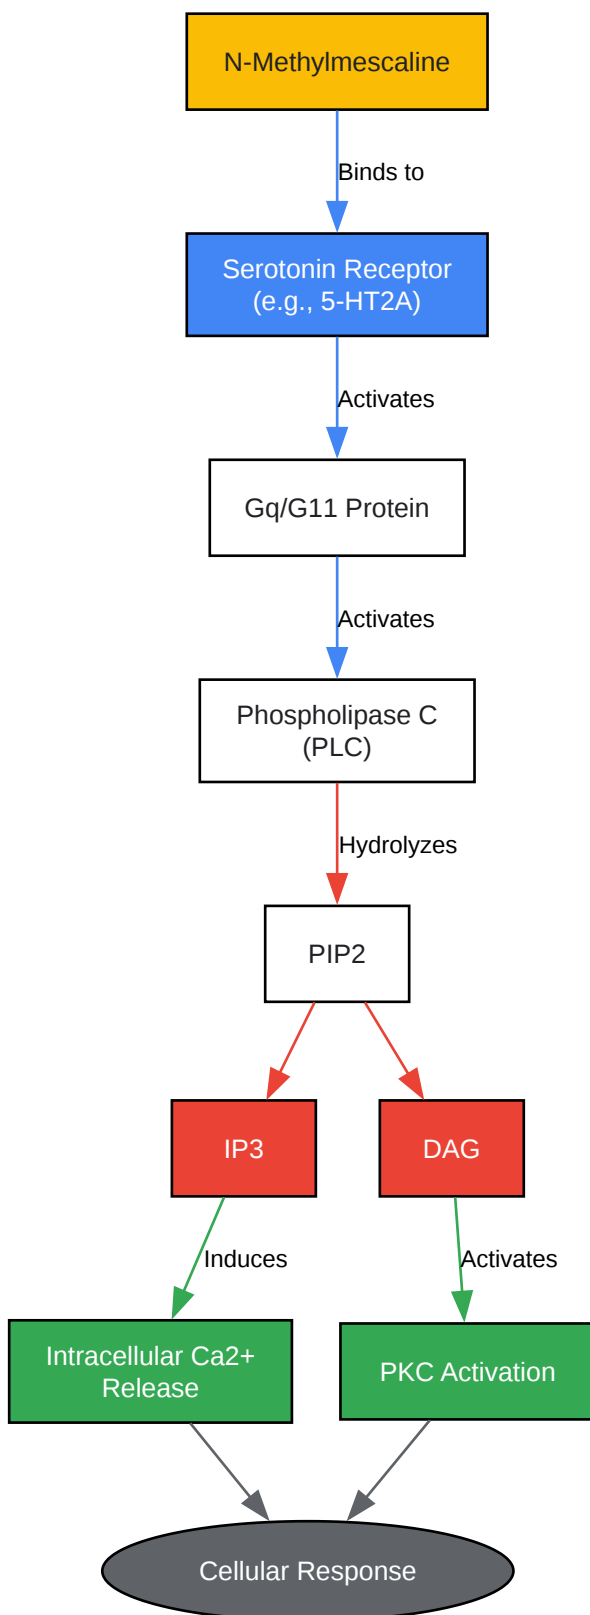 N-Methylmescaline
Binds to
Serotonin Receptor
(e.g., 5-HT2A)
Activates
Gq/G11 Protein
Activates
Phospholipase C
(PLC)
Hydrolyzes
PIP2
IP3
DAG
Induces
Activates
Intracellular Ca2+
Release
PKC Activation
Cellular Response